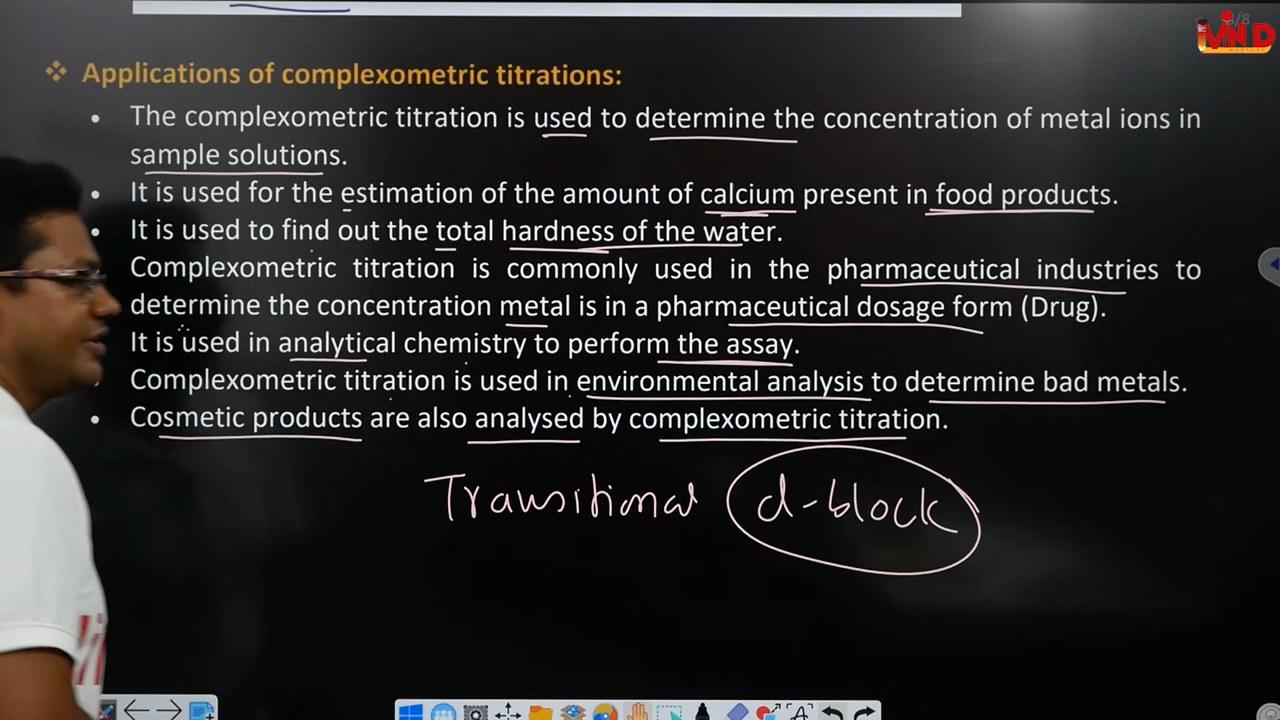 3/8
Applications of complexometric titrations:
• The complexometric titration is used to determine the concentration of metal ions in
sample solutions.
• It is used for the estimation of the amount of calcium present in food products.
• It is used to find out the total hardness of the water.
Complexometric titration is commonly used in the pharmaceutical industries to
determine the concentration metal is in a pharmaceutical dosage form (Drug).
It is used in analytical chemistry to perform the assay.
Complexometric titration is used in environmental analysis to determine bad metals.
• Cosmetic products are also analysed by complexometric titration.
Transitional d-block